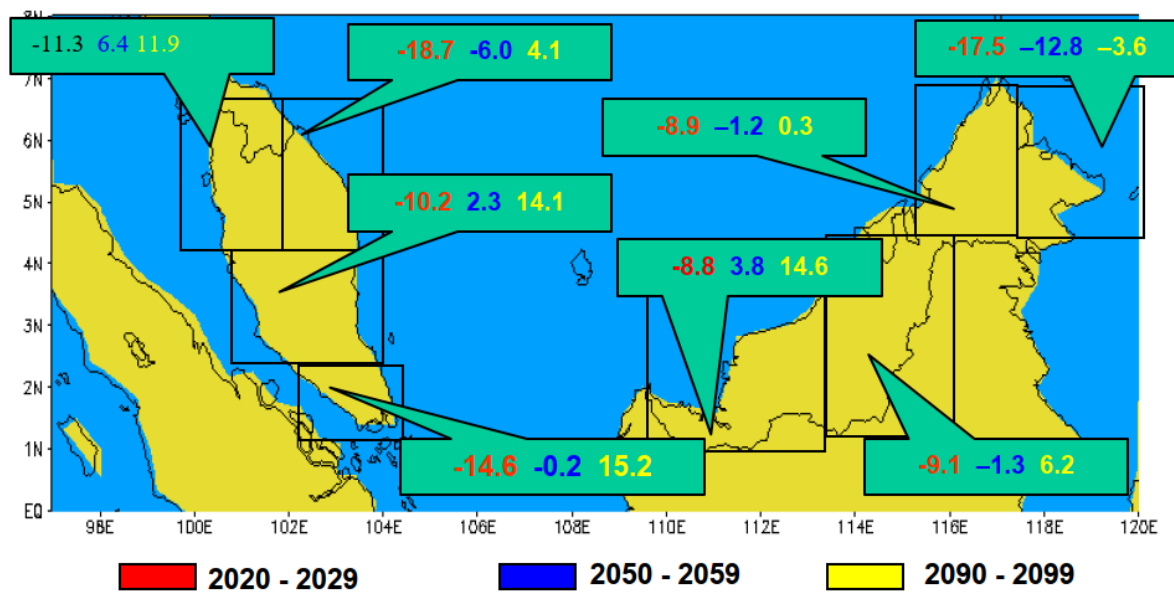 8N
-11.3 6.4 11.9
-18.7 -6.0 4.1
-17.5 –12.8 –3.6
7N
-8.9 –1.2 0.3
6N
-10.2 2.3 14.1
5N
-8.8 3.8 14.6
4N
3N
2N
-14.6 -0.2 15.2
-9.1 –1.3 6.2
1N
EQ
98E 100E 102E 104E 106E 108E 110E 112E 114E 116E 118E 120E
2020 - 2029 2050 - 2059 2090 - 2099